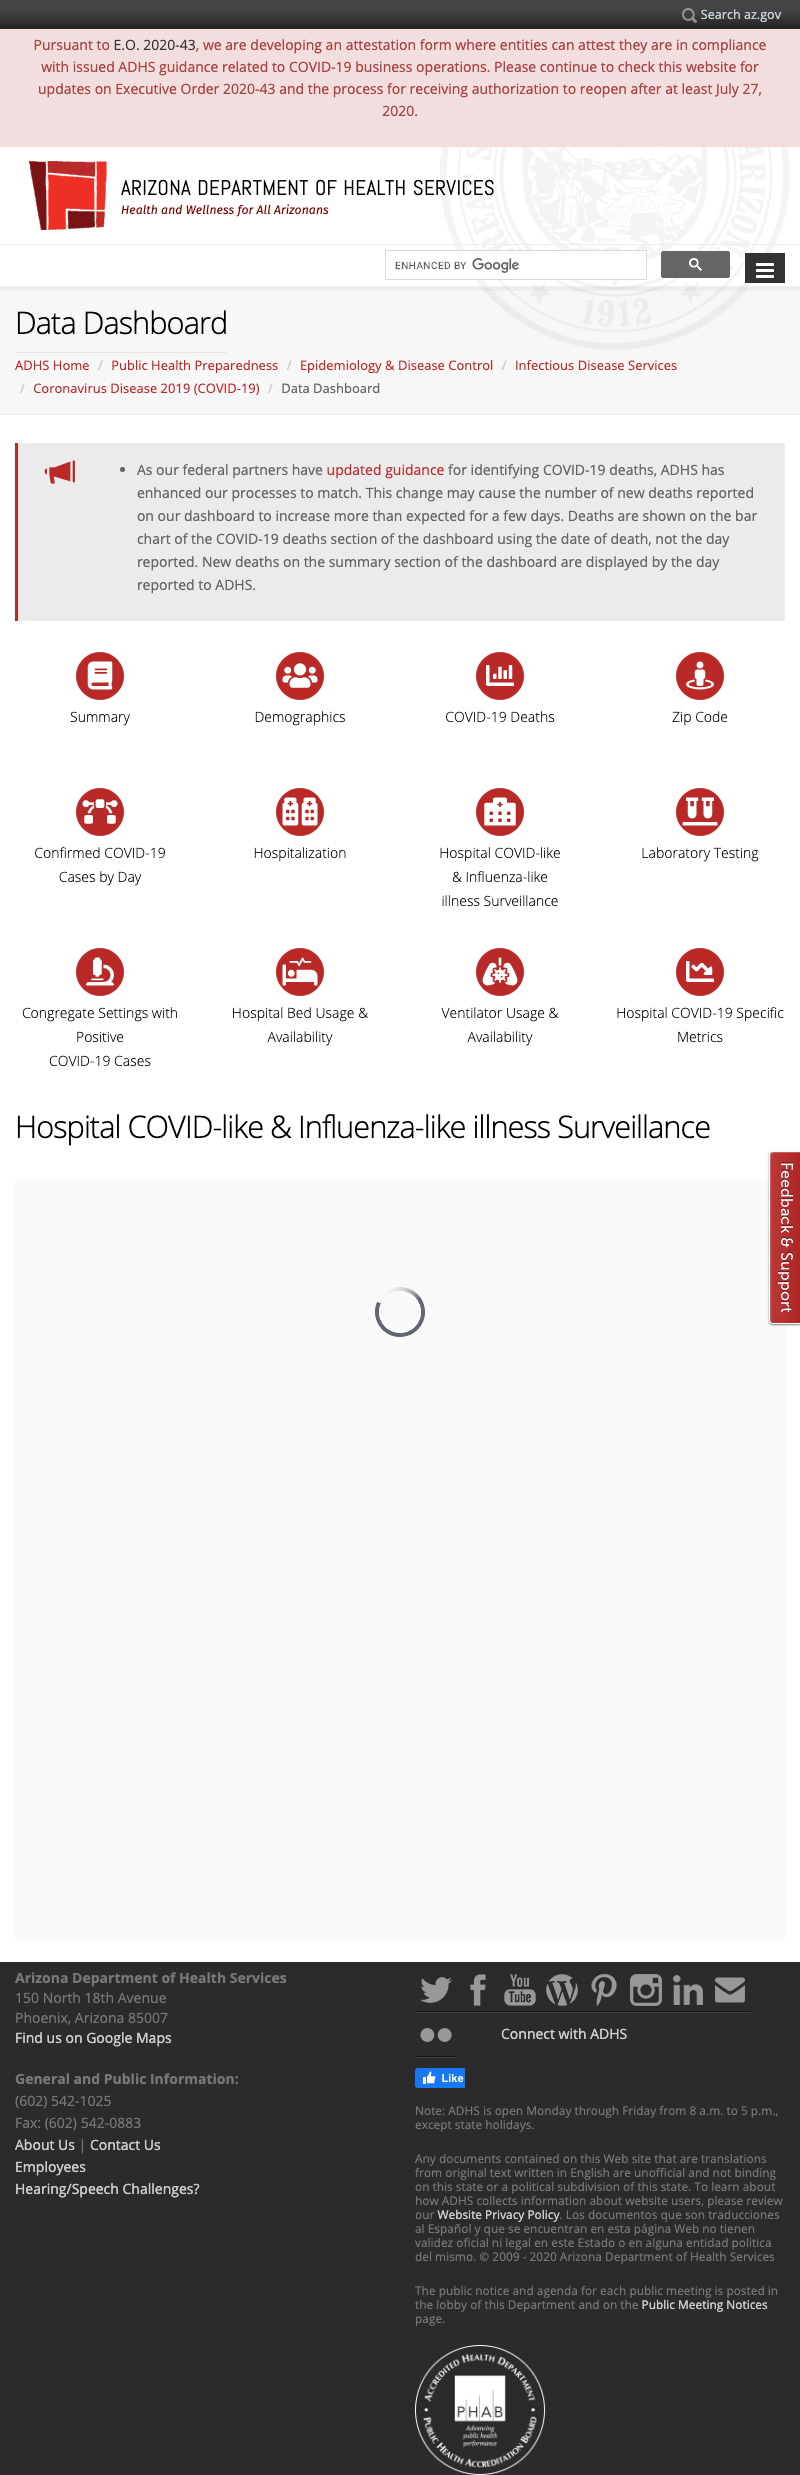 Search az.gov
Pursuant to E.O. 2020-43, we are developing an attestation form where entities can attest they are in compliance
with issued ADHS guidance related to COVID-19 business operations. Please continue to check this website for
updates on Executive Order 2020-43 and the process for receiving authorization to reopen after at least July 27,
2020.
ARIZONA DEPARTMENT OF HEALTH SERVICES
Health and Wellness for All Arizonans
ENHANCED BY Google
1912
Data Dashboard
ADHS Home / Public Health Preparedness / Epidemiology & Disease Control / Infectious Disease Services
/ Coronavirus Disease 2019 (COVID-19) / Data Dashboard
• As our federal partners have updated guidance for identifying COVID-19 deaths, ADHS has
enhanced our processes to match. This change may cause the number of new deaths reported
on our dashboard to increase more than expected for a few days. Deaths are shown on the bar
chart of the COVID-19 deaths section of the dashboard using the date of death, not the day
reported. New deaths on the summary section of the dashboard are displayed by the day
reported to ADHS.
Summary
Demographics
COVID-19 Deaths
Zip Code
Confirmed COVID-19
Cases by Day
Hospitalization
Hospital COVID-like
& Influenza-like
illness Surveillance
Laboratory Testing
Congregate Settings with
Positive
COVID-19 Cases
Hospital Bed Usage &
Availability
Ventilator Usage &
Availability
Hospital COVID-19 Specific
Metrics
Hospital COVID-like & Influenza-like illness Surveillance
Feedback & Support
Arizona Department of Health Services
150 North 18th Avenue
Phoenix, Arizona 85007
Find us on Google Maps
General and Public Information:
(602) 542-1025
Fax: (602) 542-0883
About Us | Contact Us
Employees
Hearing/Speech Challenges?
You
Tube
Connect with ADHS
Like
Note: ADHS is open Monday through Friday from 8 a.m. to 5 p.m.,
except state holidays.
Any documents contained on this Web site that are translations
from original text written in English are unofficial and not binding
on this state or a political subdivision of this state. To learn about
how ADHS collects information about website users, please review
our Website Privacy Policy. Los documentos que son traducciones
al Español y que se encuentran en esta página Web no tienen
validez oficial ni legal en este Estado o en alguna entidad politica
del mismo. © 2009 - 2020 Arizona Department of Health Services
The public notice and agenda for each public meeting is posted in
the lobby of this Department and on the Public Meeting Notices
page.
ACCREDITED HEALTH DEPARTMENT
PHAB
Advancing
public health
performance
PUBLIC HEALTH ACCREDITATION BOARD